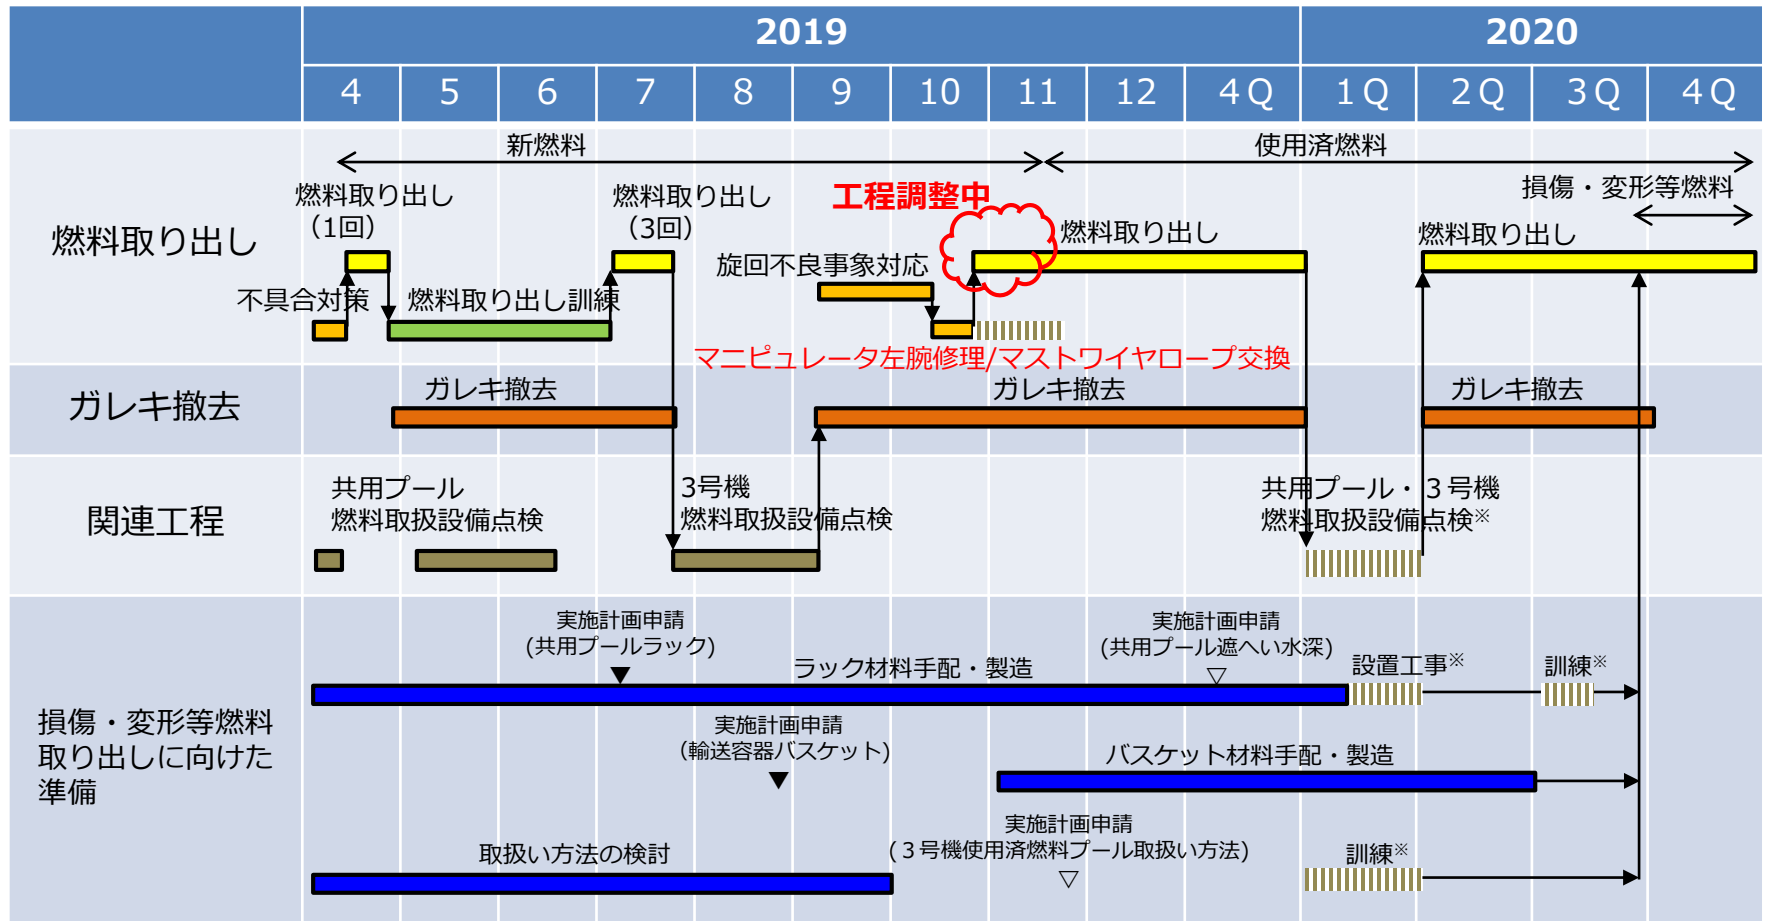 2019
2020
4
5
6
7
8
9
10
11
12
4Q
1Q
2Q
3Q
4Q
燃料取り出し
新燃料
使用済燃料
損傷・変形等燃料
燃料取り出し
(1回)
燃料取り出し
(3回)
工程調整中
燃料取り出し
燃料取り出し
不具合対策
燃料取り出し訓練
旋回不良事象対応
マニピュレータ左腕修理/マストワイヤロープ交換
ガレキ撤去
ガレキ撤去
ガレキ撤去
ガレキ撤去
関連工程
共用プール
燃料取扱設備点検
3号機
燃料取扱設備点検
共用プール・３号機
燃料取扱設備点検※
損傷・変形等燃料
取り出しに向けた
準備
実施計画申請
(共用プールラック)
ラック材料手配・製造
実施計画申請
(共用プール遮へい水深)
設置工事※
訓練※
実施計画申請
(輸送容器バスケット)
バスケット材料手配・製造
取扱い方法の検討
実施計画申請
(３号機使用済燃料プール取扱い方法)
訓練※